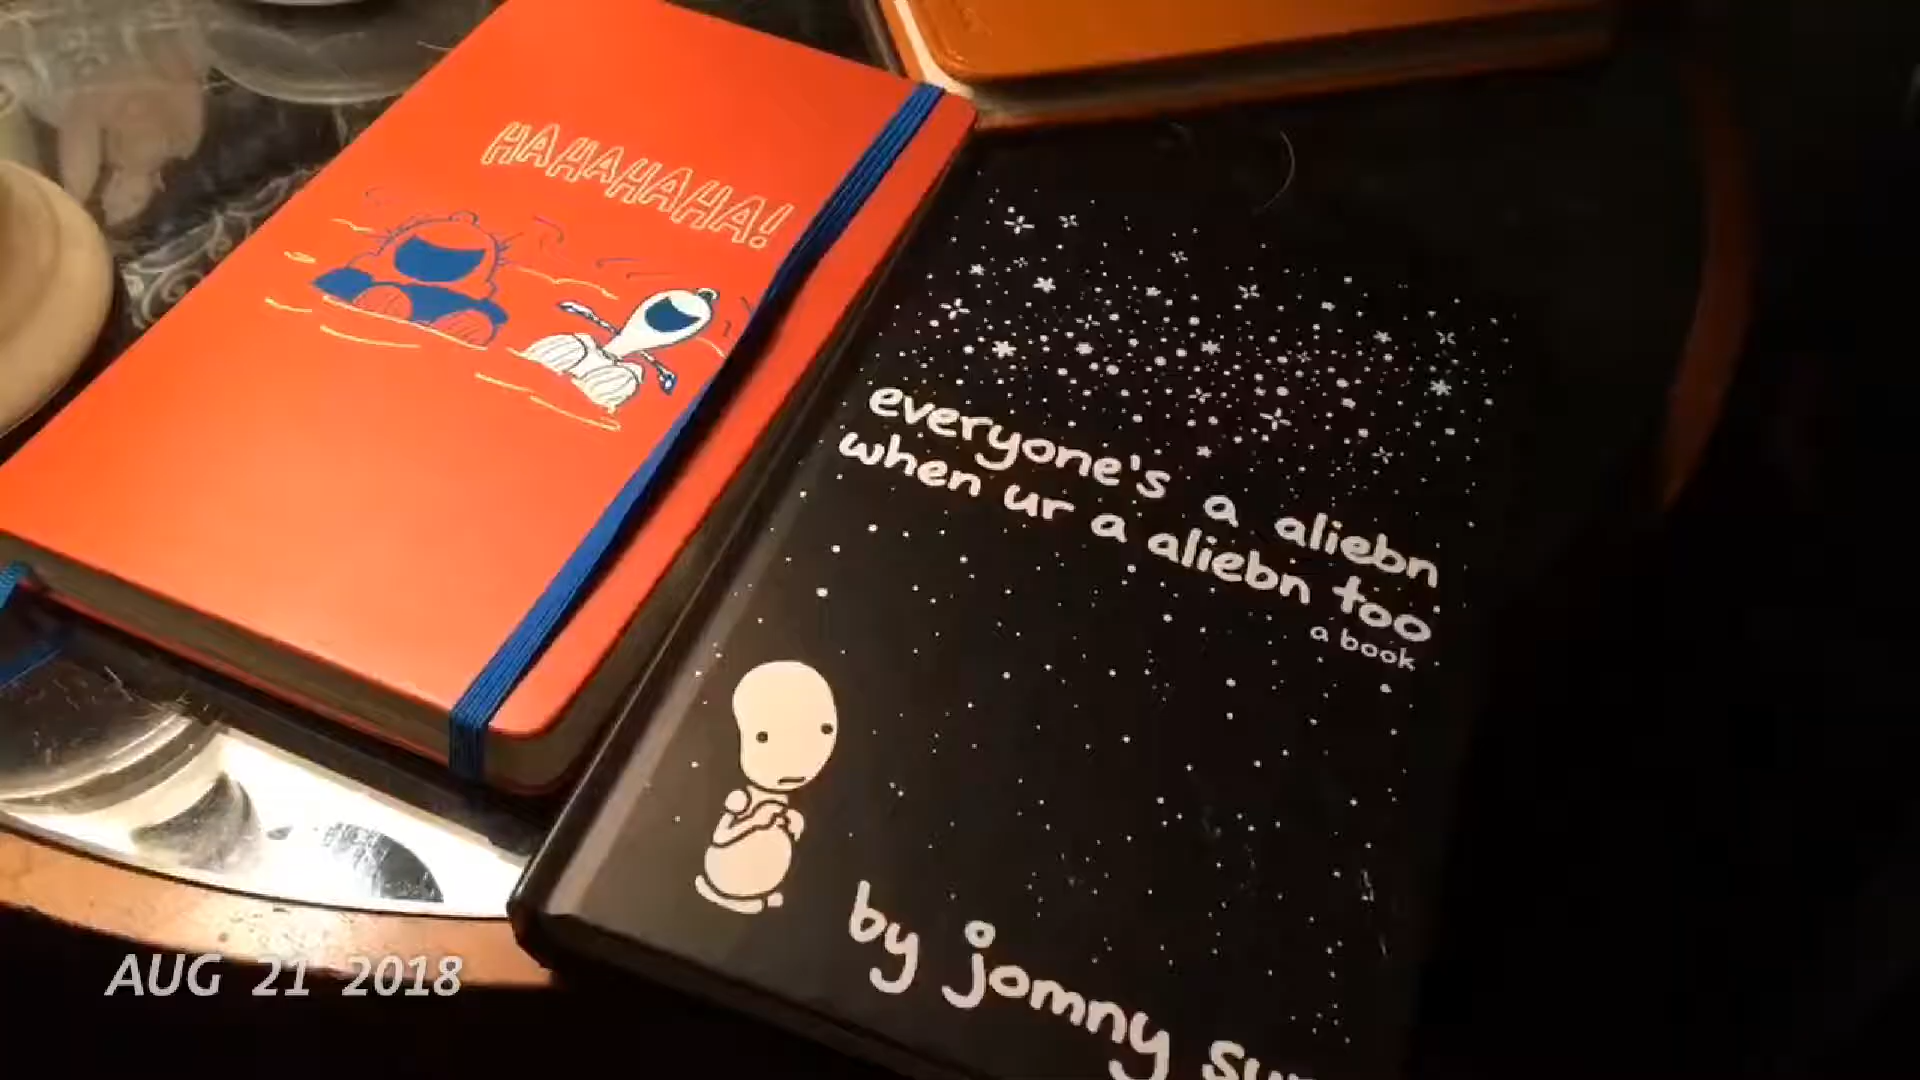 HAHAHAHA!
everyone's a aliebn
when ur a aliebn too
a book
by jomny
AUG 21 2018